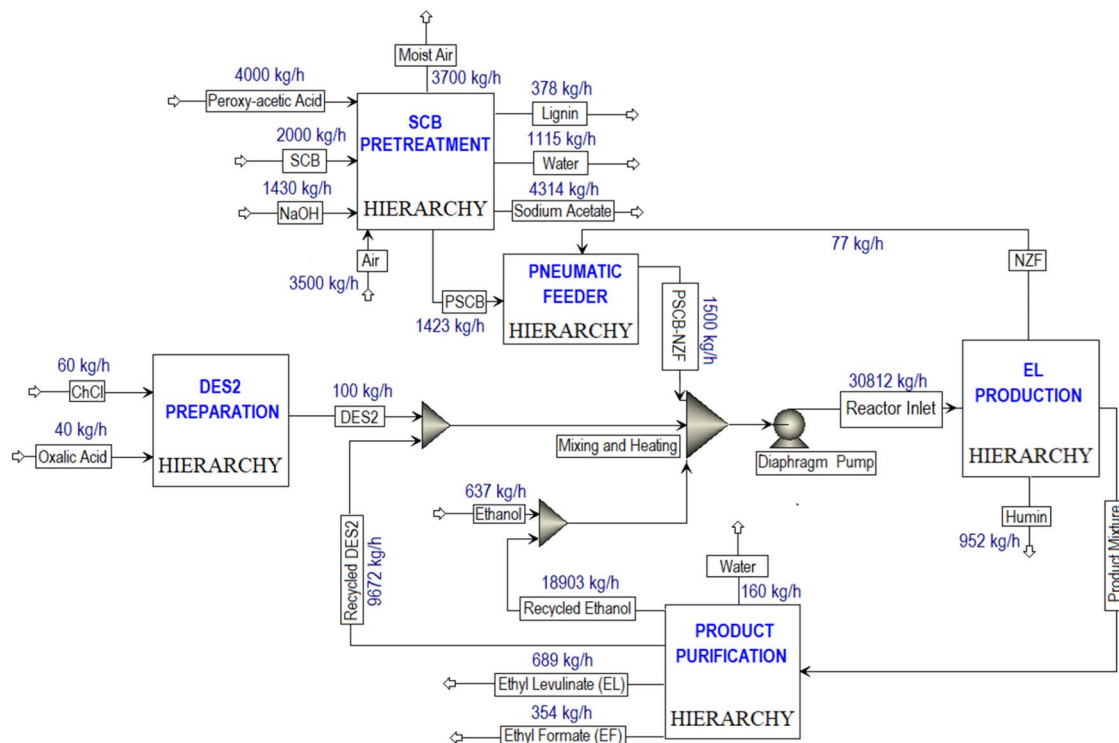 Moist Air
3700 kg/h
4000 kg/h
Peroxy-acetic Acid
2000 kg/h
SCB
1430 kg/h
NaOH
Air
3500 kg/h
SCB
PRETREATMENT
HIERARCHY
378 kg/h
Lignin
1115 kg/h
Water
4314 kg/h
Sodium Acetate
PSCB
1423 kg/h
PNEUMATIC
FEEDER
HIERARCHY
PSCB-NZF
1500 kg/h
77 kg/h
NZF
60 kg/h
ChCl
40 kg/h
Oxalic Acid
DES2
PREPARATION
HIERARCHY
100 kg/h
DES2
Mixing and Heating
Diaphragm Pump
30812 kg/h
Reactor Inlet
EL
PRODUCTION
HIERARCHY
Humin
952 kg/h
Product Mixture
637 kg/h
Ethanol
Recycled DES2
9672 kg/h
18903 kg/h
Recycled Ethanol
Water
160 kg/h
PRODUCT
PURIFICATION
HIERARCHY
689 kg/h
Ethyl Levulinate (EL)
354 kg/h
Ethyl Formate (EF)